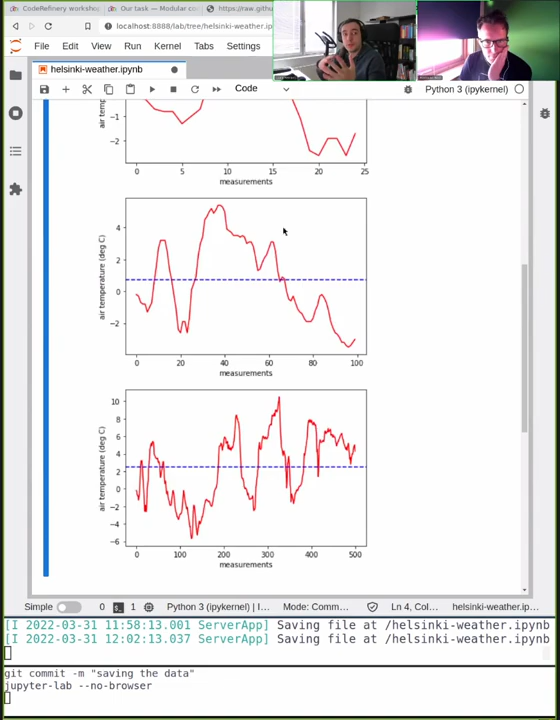 CodeRefinery workshop
Our task — Modular co
https://raw.gith
localhost:8888/lab/tree/helsinki-weather.ip
File Edit View Run Kernel Tabs Settings
helsinki-weather.ipynb
Code
Python 3 (ipykernel)
air temp
−2
0 5 10 15 20 25
measurements
air temperature (deg C)
4
2
0
−2
0 20 40 60 80 100
measurements
air temperature (deg C)
10
8
6
4
2
0
−2
−4
−6
0 100 200 300 400 500
measurements
Simple 0 1 Python 3 (ipykernel) | I... Mode: Comm... Ln 4, Col... helsinki-weather.ip...
[I 2022-03-31 11:58:13.001 ServerApp] Saving file at /helsinki-weather.ipynb
[I 2022-03-31 12:02:13.037 ServerApp] Saving file at /helsinki-weather.ipynb
git commit -m "saving the data"
jupyter-lab --no-browser